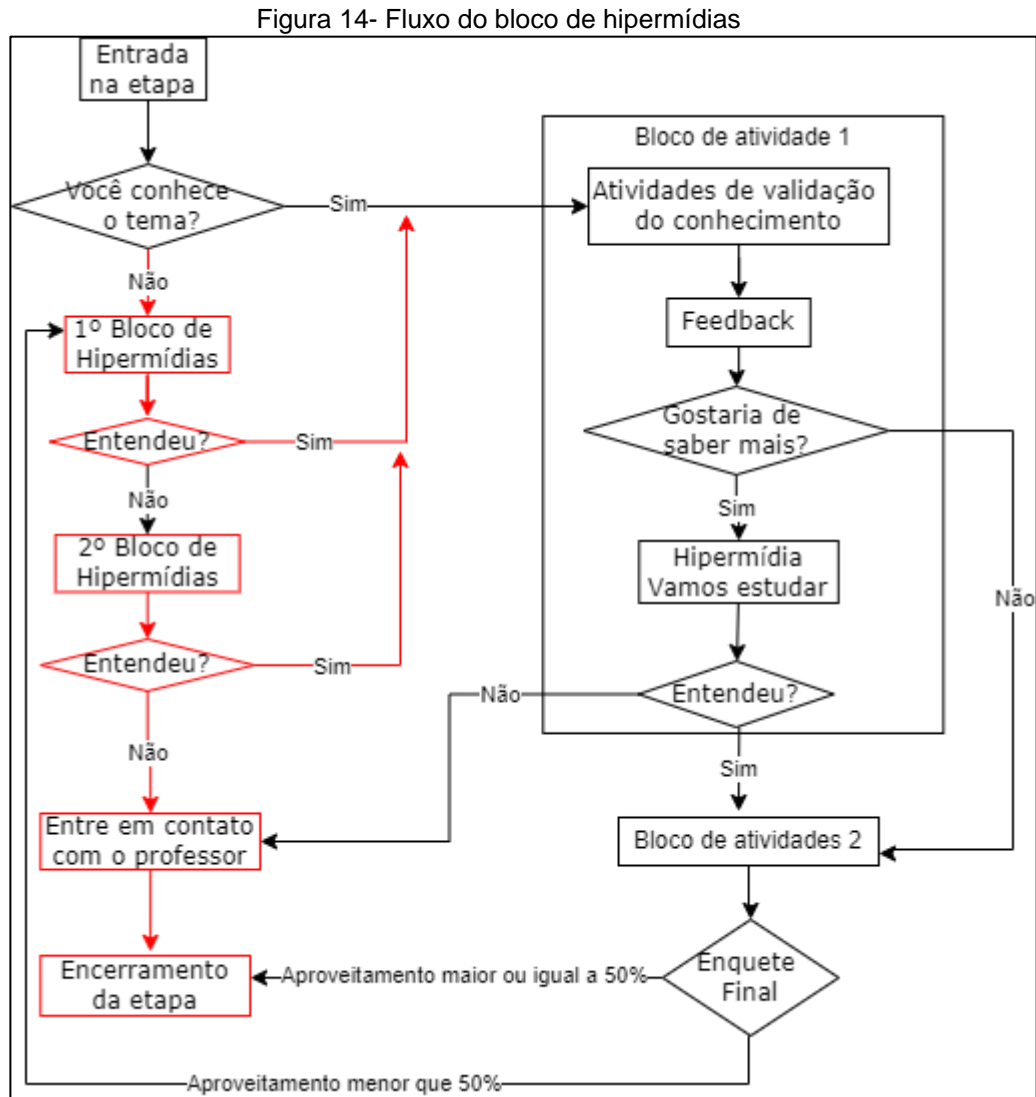 Figura 14- Fluxo do bloco de hipermídias
Entrada
na etapa
Você conhece
o tema?
Sim
Não
1º Bloco de
Hipermídias
Entendeu?
Sim
Não
2º Bloco de
Hipermídias
Entendeu?
Sim
Não
Entre em contato
com o professor
Encerramento
da etapa
Bloco de atividade 1
Atividades de validação
do conhecimento
Feedback
Gostaria de
saber mais?
Sim
Não
Hipermídia
Vamos estudar
Entendeu?
Não
Sim
Bloco de atividades 2
Enquete
Final
Aproveitamento maior ou igual a 50%
Aproveitamento menor que 50%